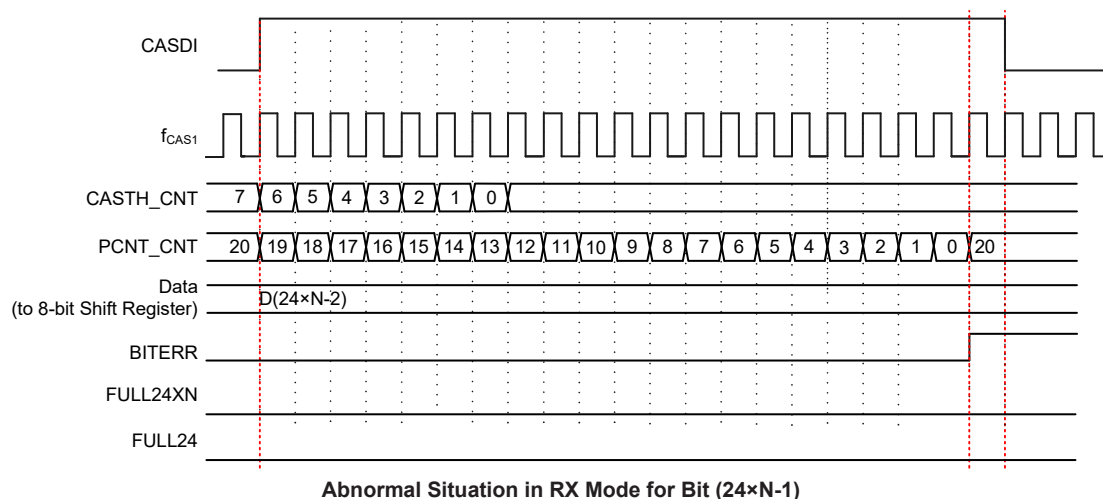 CASDI
fCAS1
CASTH_CNT 7 6 5 4 3 2 1 0
PCNT_CNT 20 19 18 17 16 15 14 13 12 11 10 9 8 7 6 5 4 3 2 1 0 20
Data
(to 8-bit Shift Register) D(24×N-2)
BITERR
FULL24XN
FULL24
Abnormal Situation in RX Mode for Bit (24×N-1)